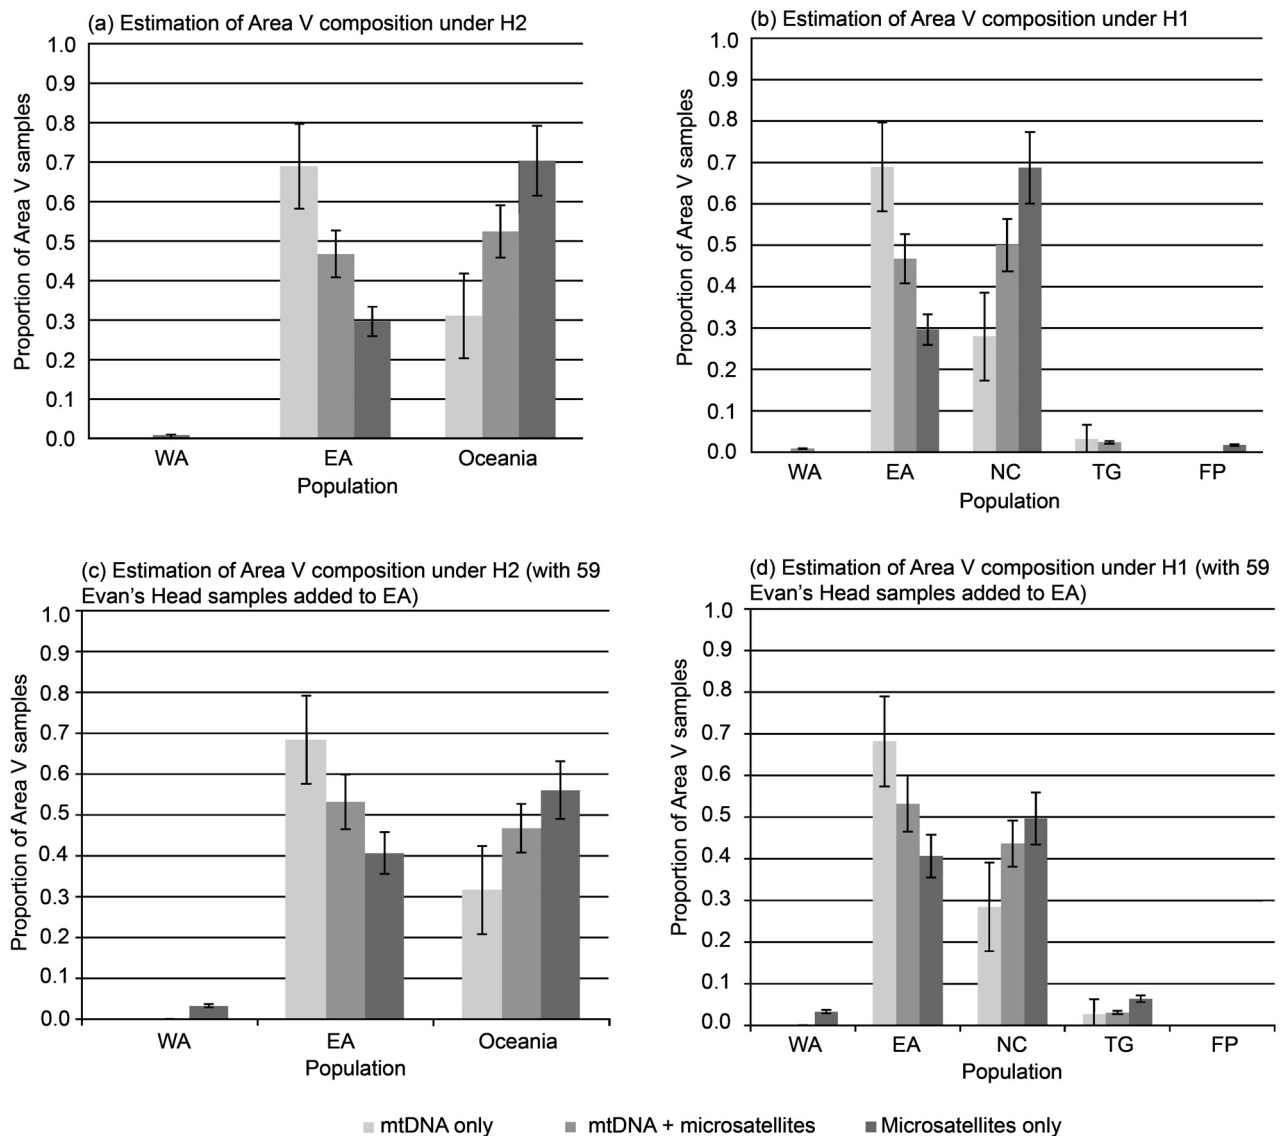 (a) Estimation of Area V composition under H2
1.0
0.9
0.8
0.7
0.6
0.5
0.4
0.3
0.2
0.1
0.0
Proportion of Area V samples
WA EA Oceania
Population
(b) Estimation of Area V composition under H1
1.0
0.9
0.8
0.7
0.6
0.5
0.4
0.3
0.2
0.1
0.0
Proportion of Area V samples
WA EA NC TG FP
Population
(c) Estimation of Area V composition under H2 (with 59
Evan's Head samples added to EA)
1.0
0.9
0.8
0.7
0.6
0.5
0.4
0.3
0.2
0.1
0.0
Proportion of Area V samples
WA EA Oceania
Population
(d) Estimation of Area V composition under H1 (with 59
Evan's Head samples added to EA)
1.0
0.9
0.8
0.7
0.6
0.5
0.4
0.3
0.2
0.1
0.0
Proportion of Area V samples
WA EA NC TG FP
Population
mtDNA only mtDNA + microsatellites Microsatellites only